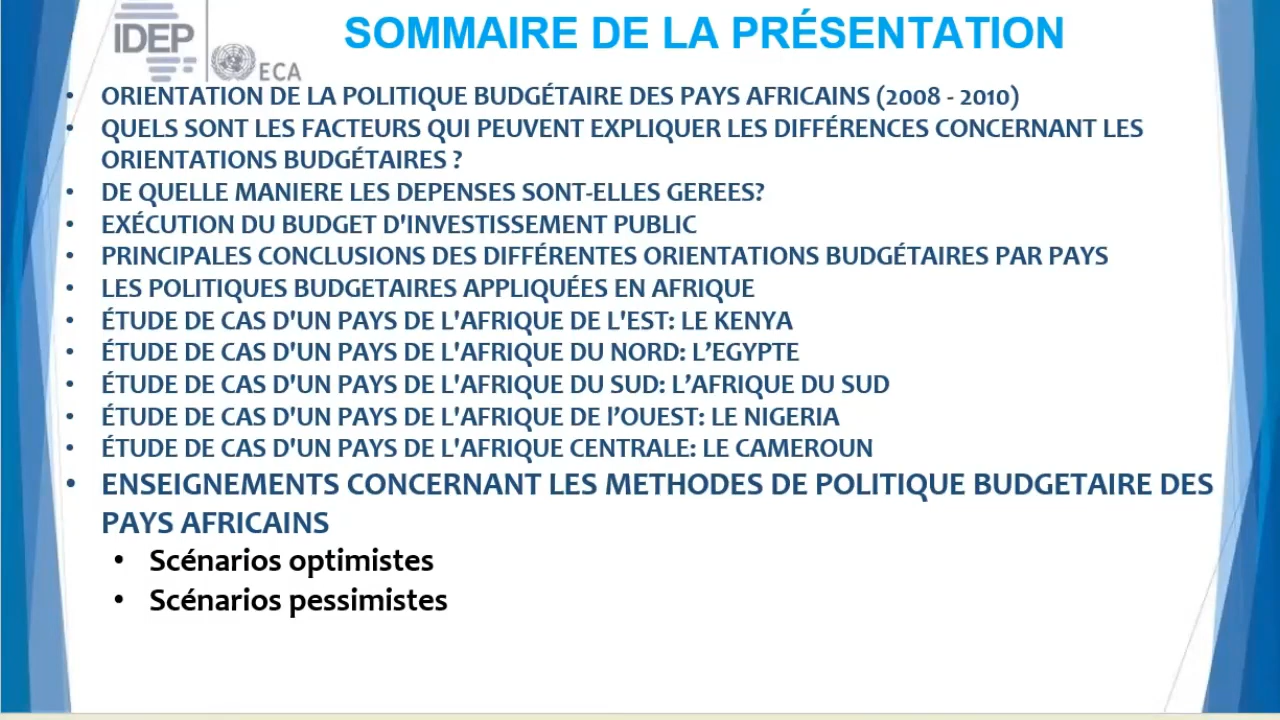 IDEP
ECA
SOMMAIRE DE LA PRÉSENTATION
• ORIENTATION DE LA POLITIQUE BUDGÉTAIRE DES PAYS AFRICAINS (2008 - 2010)
• QUELS SONT LES FACTEURS QUI PEUVENT EXPLIQUER LES DIFFÉRENCES CONCERNANT LES
ORIENTATIONS BUDGÉTAIRES ?
• DE QUELLE MANIERE LES DEPENSES SONT-ELLES GEREES?
• EXÉCUTION DU BUDGET D'INVESTISSEMENT PUBLIC
• PRINCIPALES CONCLUSIONS DES DIFFÉRENTES ORIENTATIONS BUDGÉTAIRES PAR PAYS
• LES POLITIQUES BUDGETAIRES APPLIQUÉES EN AFRIQUE
• ÉTUDE DE CAS D'UN PAYS DE L'AFRIQUE DE L'EST: LE KENYA
• ÉTUDE DE CAS D'UN PAYS DE L'AFRIQUE DU NORD: L’EGYPTE
• ÉTUDE DE CAS D'UN PAYS DE L'AFRIQUE DU SUD: L’AFRIQUE DU SUD
• ÉTUDE DE CAS D'UN PAYS DE L'AFRIQUE DE l’OUEST: LE NIGERIA
• ÉTUDE DE CAS D'UN PAYS DE L'AFRIQUE CENTRALE: LE CAMEROUN
• ENSEIGNEMENTS CONCERNANT LES METHODES DE POLITIQUE BUDGETAIRE DES
PAYS AFRICAINS
• Scénarios optimistes
• Scénarios pessimistes